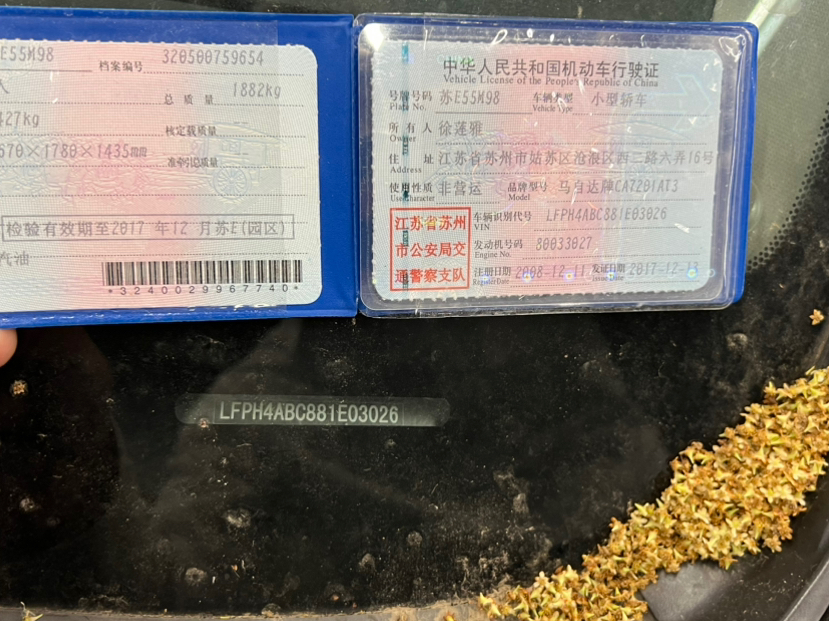 E55M98 档案编号 320500759654
人 总质量 1882kg
427kg 核定载质量 --
670×1780×1435mm 准牵引总质量 --
检验有效期至2017年12月苏E(园区)
汽油
*3240029967740*
中华人民共和国机动车行驶证
Vehicle License of the People's Republic of China
号牌号码 苏E55M98 车辆类型 小型轿车
Plate No. Vehicle Type
所有人 徐莲雅
Owner
住址 江苏省苏州市姑苏区沧浪区西二路六弄16号
Address
使用性质 非营运 品牌型号 马自达牌CA7201AT3
Use Character Model
江苏省苏州
市公安局交
通警察支队
车辆识别代号 LFPH4ABC881E03026
VIN
发动机号码 80033027
Engine No.
注册日期 2008-12-11 发证日期 2017-12-13
Register Date Issue Date
LFPH4ABC881E03026